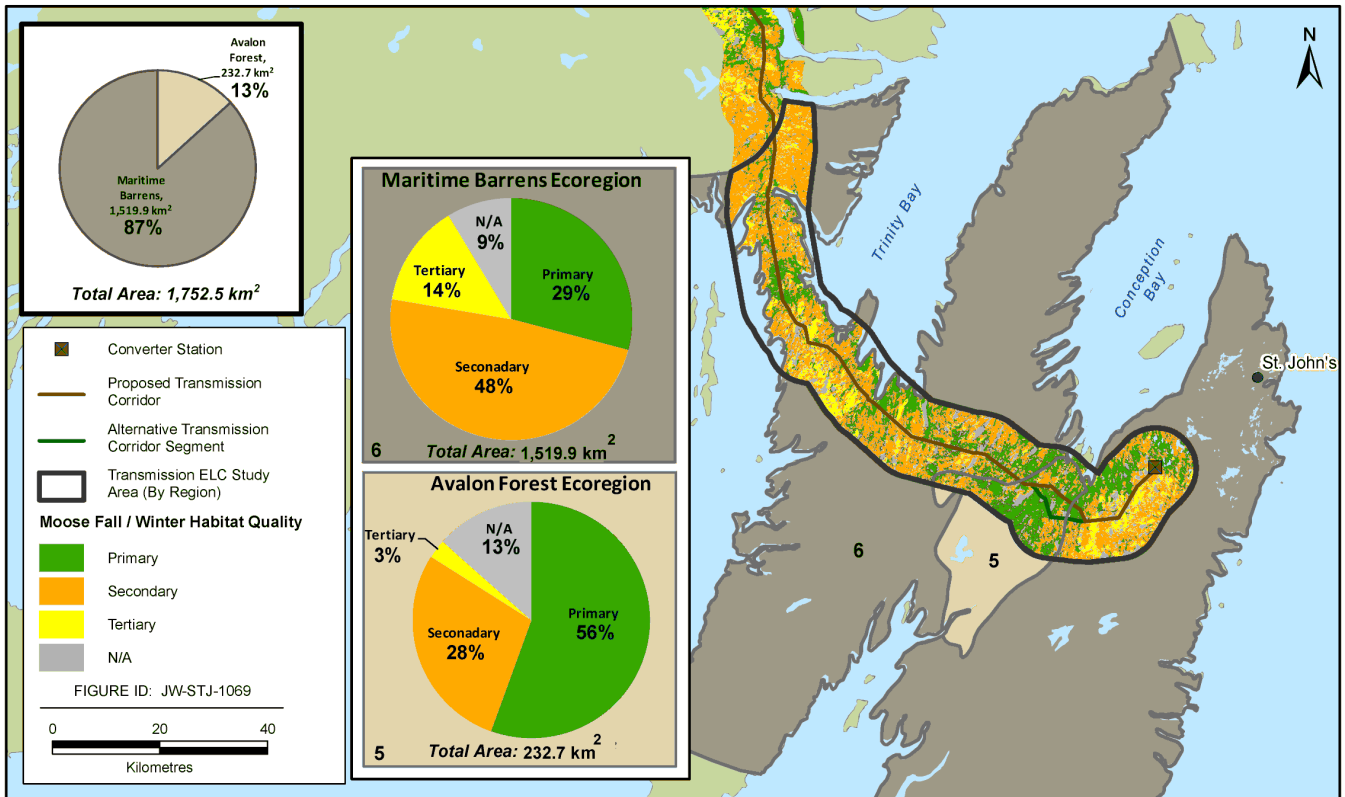 Avalon
Forest,
232.7 km2
13%
Maritime
Barrens,
1,519.9 km2
87%
Total Area: 1,752.5 km2
Converter Station
Proposed Transmission
Corridor
Alternative Transmission
Corridor Segment
Transmission ELC Study
Area (By Region)
Moose Fall / Winter Habitat Quality
Primary
Secondary
Tertiary
N/A
FIGURE ID: JW-STJ-1069
0 20 40
Kilometres
Maritime Barrens Ecoregion
N/A
9%
Tertiary
14%
Primary
29%
Seconadary
48%
6
Total Area: 1,519.9 km2
Avalon Forest Ecoregion
N/A
13%
Tertiary
3%
Primary
56%
Seconadary
28%
5
Total Area: 232.7 km2
N
Trinity Bay
Conception
Bay
St. John's
6
5